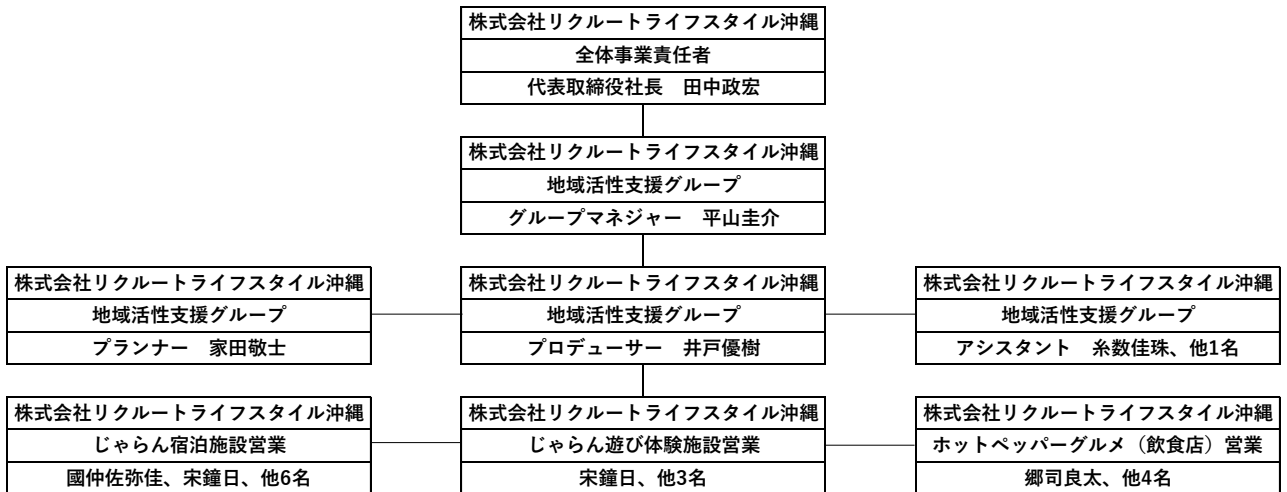 株式会社リクルートライフスタイル沖縄
全体事業責任者
代表取締役社長　田中政宏
株式会社リクルートライフスタイル沖縄
地域活性支援グループ
グループマネジャー　平山圭介
株式会社リクルートライフスタイル沖縄
地域活性支援グループ
プランナー　家田敬士
株式会社リクルートライフスタイル沖縄
地域活性支援グループ
プロデューサー　井戸優樹
株式会社リクルートライフスタイル沖縄
地域活性支援グループ
アシスタント　糸数佳珠、他1名
株式会社リクルートライフスタイル沖縄
じゃらん宿泊施設営業
國仲佐弥佳、宋鐘日、他6名
株式会社リクルートライフスタイル沖縄
じゃらん遊び体験施設営業
宋鐘日、他3名
株式会社リクルートライフスタイル沖縄
ホットペッパーグルメ（飲食店）営業
郷司良太、他4名